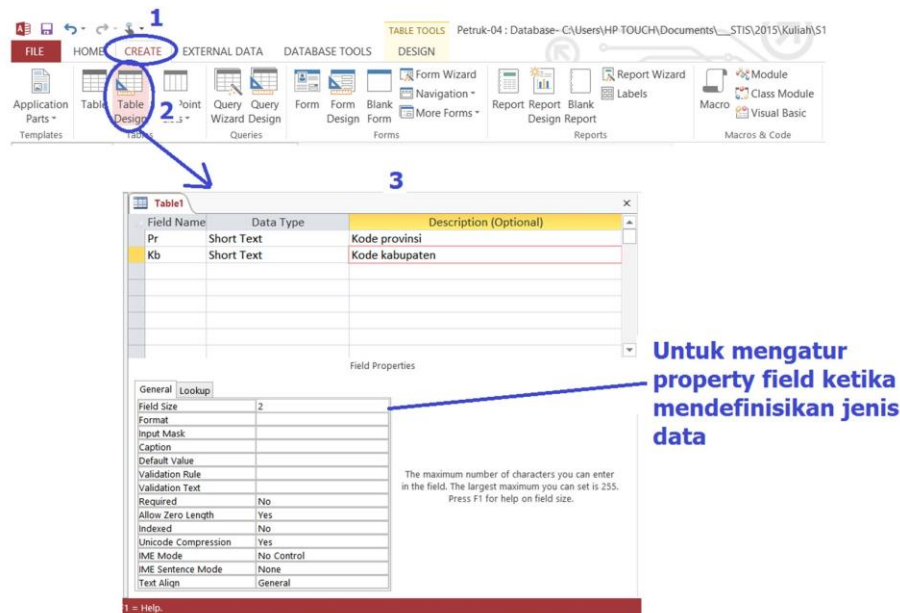 1
TABLE TOOLS Petruk-04 : Database- C:\Users\HP TOUCH\Documents\__STIS\2015\Kuliah\S1
FILE HOME CREATE EXTERNAL DATA DATABASE TOOLS DESIGN
Application Parts
Table
Table Design
2
Point
Query Wizard
Query Design
Form
Form Design
Blank Form
Form Wizard
Navigation
More Forms
Report
Report Design
Blank Report
Report Wizard
Labels
Macro
Module
Class Module
Visual Basic
Templates Tables Queries Forms Reports Macros & Code
3
Table1
Field Name Data Type Description (Optional)
Pr Short Text Kode provinsi
Kb Short Text Kode kabupaten
Field Properties
General Lookup
Field Size 2
Format
Input Mask
Caption
Default Value
Validation Rule
Validation Text
Required No
Allow Zero Length Yes
Indexed No
Unicode Compression Yes
IME Mode No Control
IME Sentence Mode None
Text Align General
The maximum number of characters you can enter
in the field. The largest maximum you can set is 255.
Press F1 for help on field size.
Untuk mengatur
property field ketika
mendefinisikan jenis
data
F1 = Help.